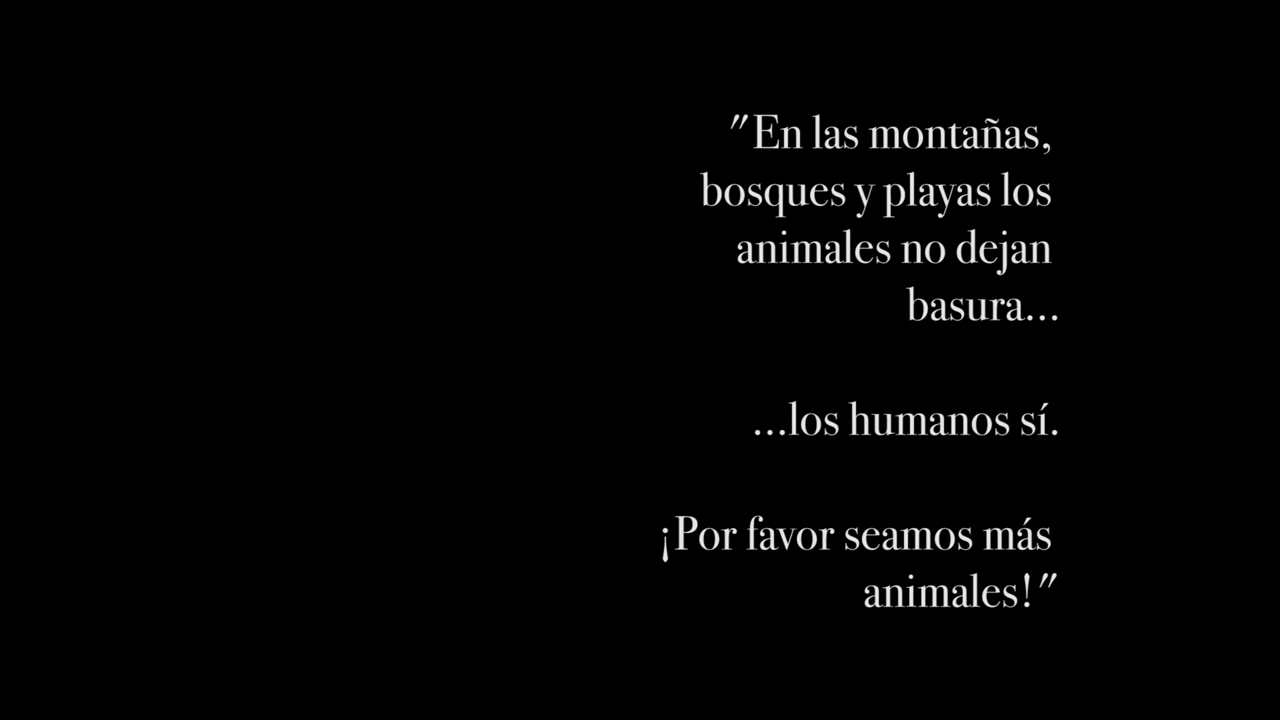 "En las montañas,
bosques y playas los
animales no dejan
basura...
...los humanos sí.
¡Por favor seamos más
animales!"